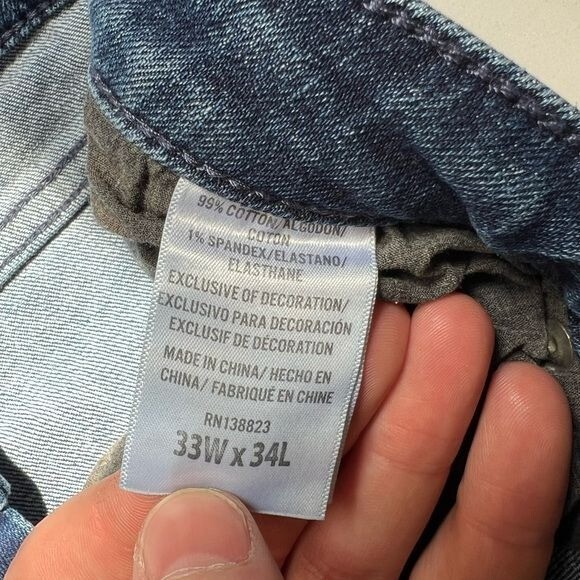 99% COTTON/ALGODON/
COTON
1% SPANDEX/ELASTANO/
ELASTHANE
EXCLUSIVE OF DECORATION/
EXCLUSIVO PARA DECORACIÓN
EXCLUSIF DE DÉCORATION
MADE IN CHINA/ HECHO EN
CHINA/ FABRIQUÉ EN CHINE
RN138823
33W x 34L